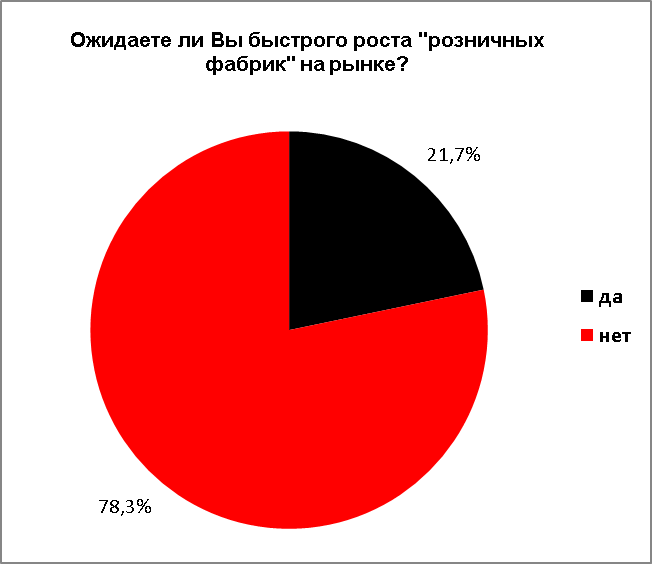 Ожидаете ли Вы быстрого роста "розничных
фабрик" на рынке?
21,7%
да
нет
78,3%